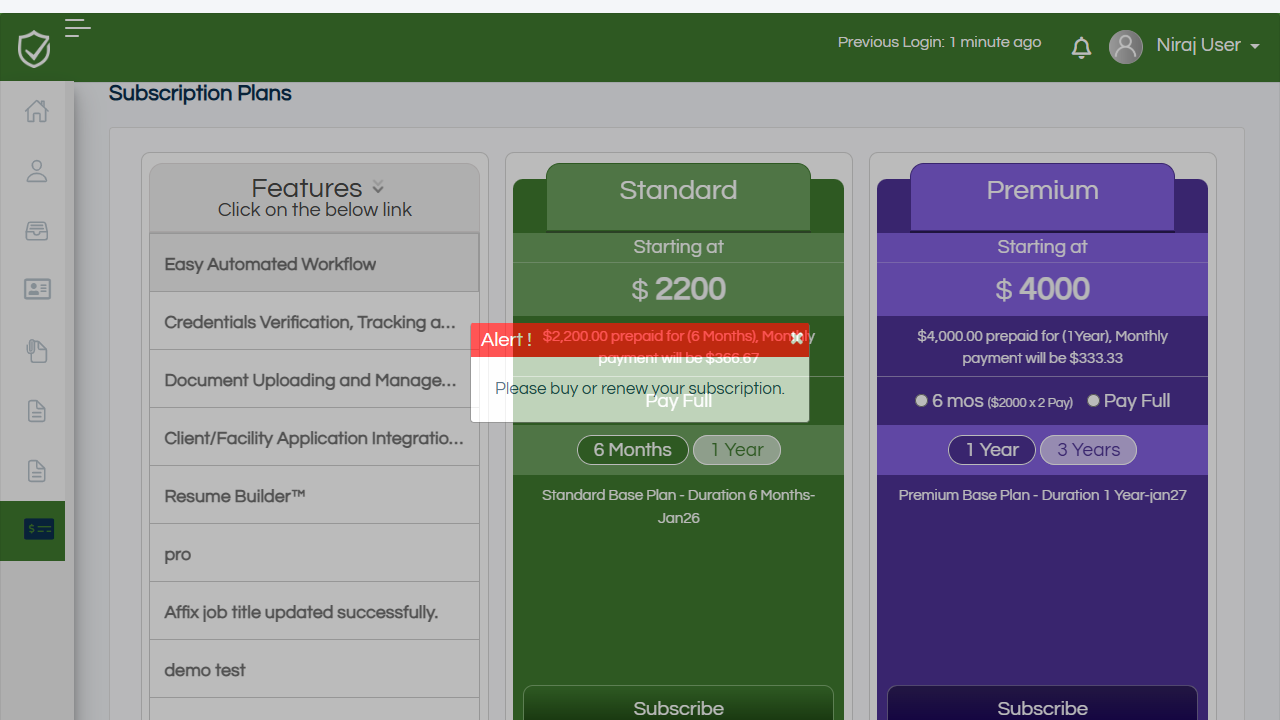 Previous Login: 1 minute ago
Niraj User
Subscription Plans
Features
Click on the below link
Easy Automated Workflow
Credentials Verification, Tracking a...
Document Uploading and Manage...
Client/Facility Application Integratio...
Resume Builder™
pro
Affix job title updated successfully.
demo test
Standard
Starting at
$ 2200
$2,200.00 prepaid for (6 Months), Monthly
payment will be $366.67
Pay Full
6 Months 1 Year
Standard Base Plan - Duration 6 Months-
Jan26
Subscribe
Premium
Starting at
$ 4000
$4,000.00 prepaid for (1Year), Monthly
payment will be $333.33
6 mos ($2000 x 2 Pay) Pay Full
1 Year 3 Years
Premium Base Plan - Duration 1 Year-jan27
Subscribe
Alert !
Please buy or renew your subscription.